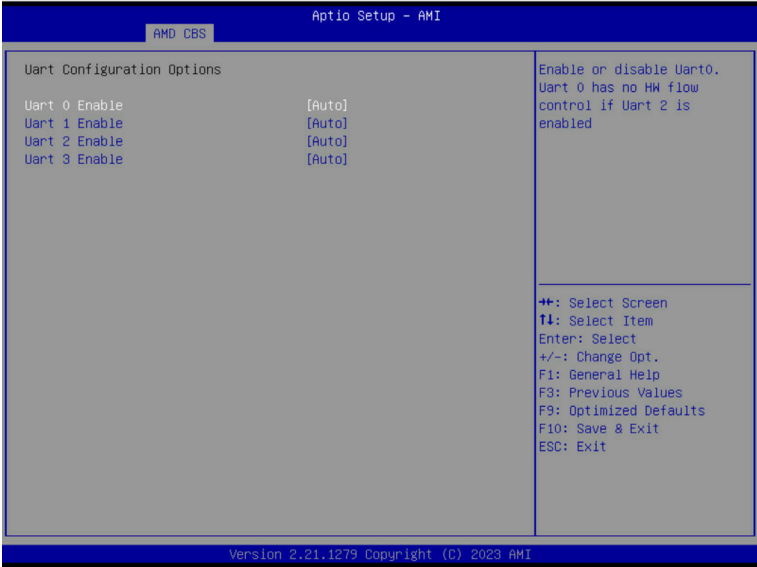 Aptio Setup – AMI
AMD CBS
Uart Configuration Options
Uart 0 Enable [Auto]
Uart 1 Enable [Auto]
Uart 2 Enable [Auto]
Uart 3 Enable [Auto]
Enable or disable Uart0.
Uart 0 has no HW flow
control if Uart 2 is
enabled
→←: Select Screen
↑↓: Select Item
Enter: Select
+/-: Change Opt.
F1: General Help
F3: Previous Values
F9: Optimized Defaults
F10: Save & Exit
ESC: Exit
Version 2.21.1279 Copyright (C) 2023 AMI